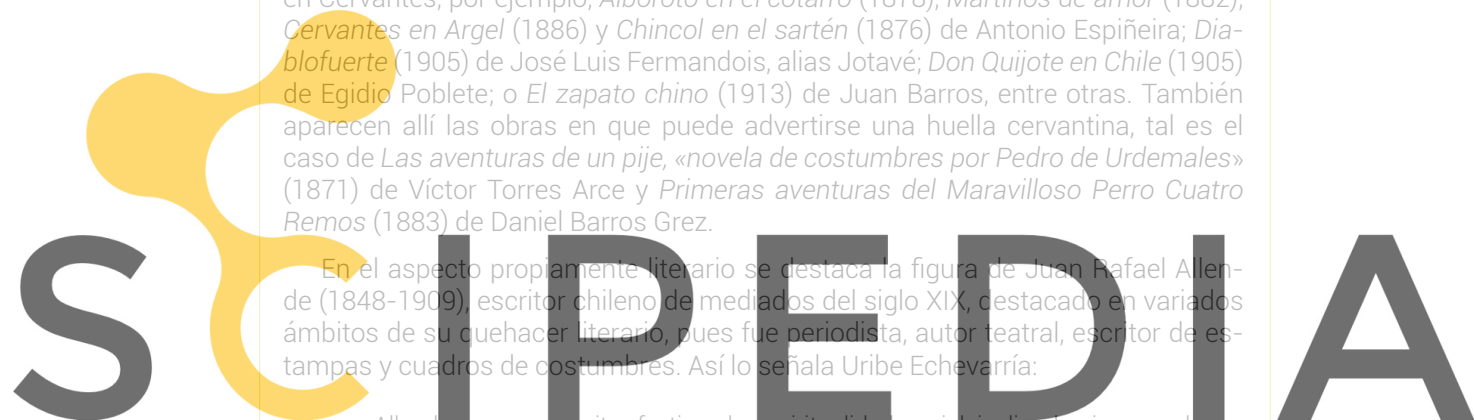 en Cervantes, por ejemplo, Alboroto en el cotarro (1878), Martirios de amor (1882),
Cervantes en Argel (1886) y Chincol en el sartén (1876) de Antonio Espiñeira; Dia-
blofuerte (1905) de José Luis Fermandois, alias Jotavé; Don Quijote en Chile (1905)
de Egidio Poblete; o El zapato chino (1913) de Juan Barros, entre otras. También
aparecen allí las obras en que puede advertirse una huella cervantina, tal es el
caso de Las aventuras de un pije, «novela de costumbres por Pedro de Urdemales»
(1871) de Víctor Torres Arce y Primeras aventuras del Maravilloso Perro Cuatro
Remos (1883) de Daniel Barros Grez.
En el aspecto propiamente literario se destaca la figura de Juan Rafael Allen-
de (1848-1909), escritor chileno de mediados del siglo XIX, destacado en variados
ámbitos de su quehacer literario, pues fue periodista, autor teatral, escritor de es-
tampas y cuadros de costumbres. Así lo señala Uribe Echevarría:
SCIPEDIA